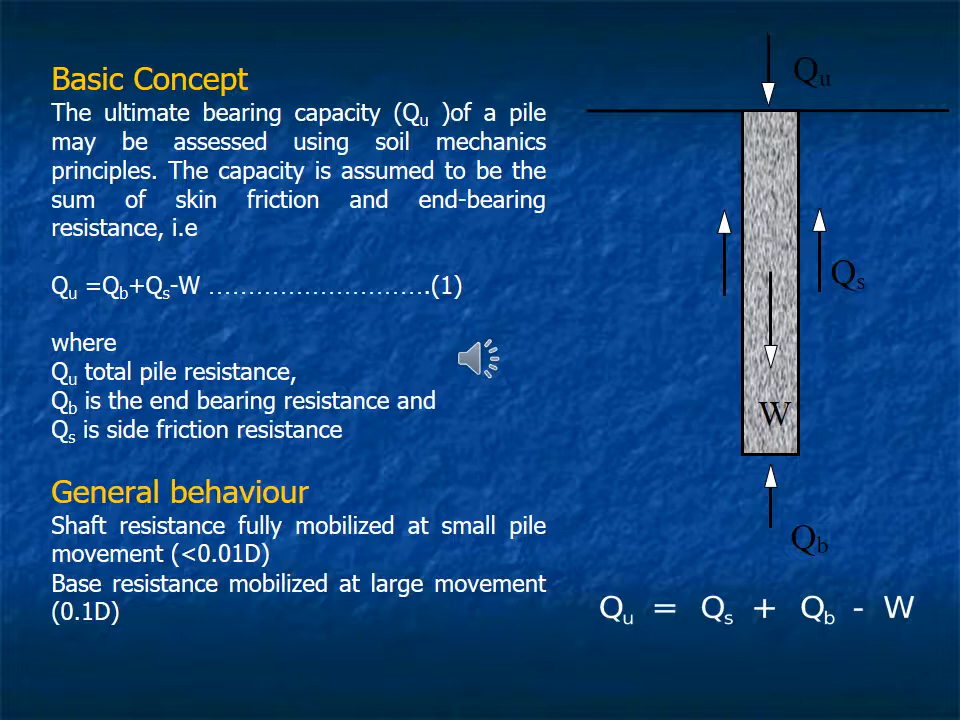 Basic Concept
The ultimate bearing capacity (Qu )of a pile
may be assessed using soil mechanics
principles. The capacity is assumed to be the
sum of skin friction and end-bearing
resistance, i.e
Qu =Qb+Qs-W ……………………….(1)
where
Qu total pile resistance,
Qb is the end bearing resistance and
Qs is side friction resistance
General behaviour
Shaft resistance fully mobilized at small pile
movement (<0.01D)
Base resistance mobilized at large movement
(0.1D)
Qu
Qs
W
Qb
Qu = Qs + Qb - W